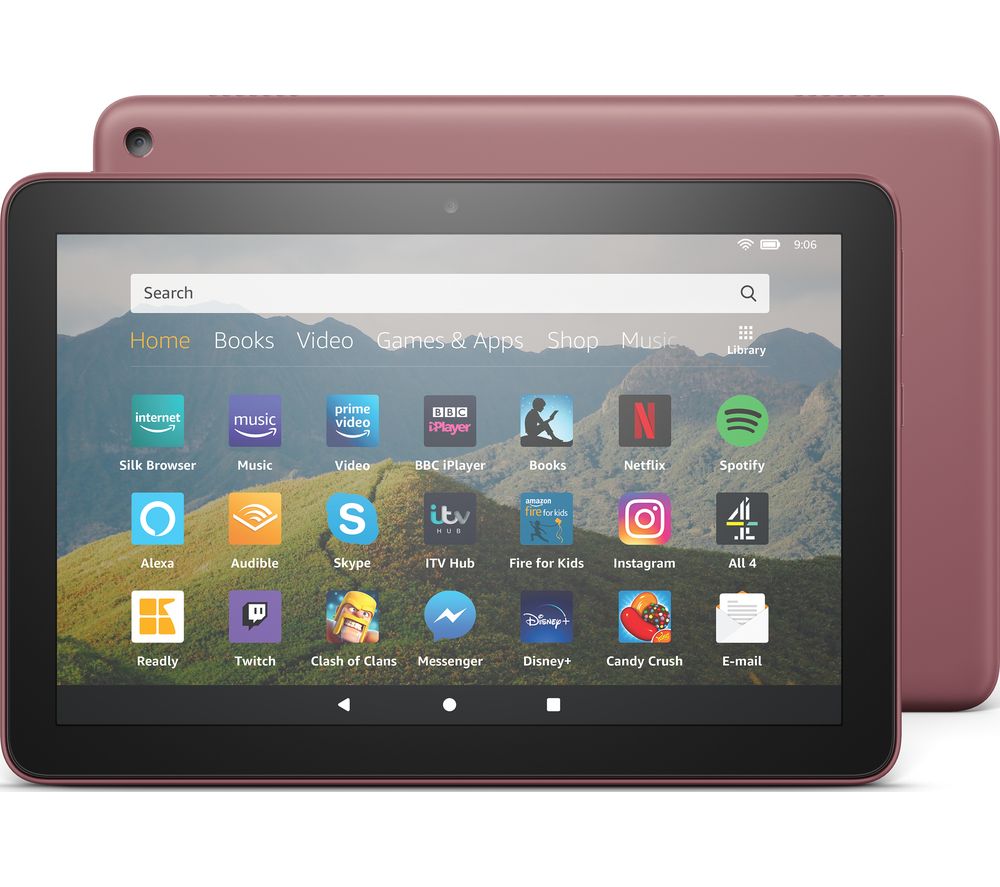 9:06
Search
Home Books Video Games & Apps Shop Music
Library
internet music prime video BBC iPlayer N
Silk Browser Music Video BBC iPlayer Books Netflix Spotify
S itv HUB amazon fire for kids 4
Alexa Audible Skype ITV Hub Fire for Kids Instagram All 4
Disney+
Readly Twitch Clash of Clans Messenger Disney+ Candy Crush E-mail